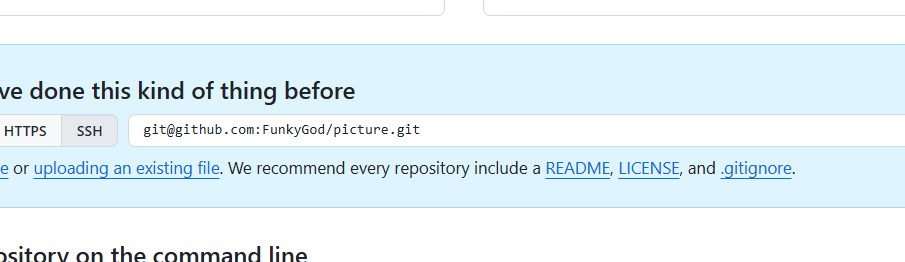 ve done this kind of thing before
HTTPS SSH git@github.com:FunkyGod/picture.git
e or uploading an existing file. We recommend every repository include a README, LICENSE, and .gitignore.
ository on the command line